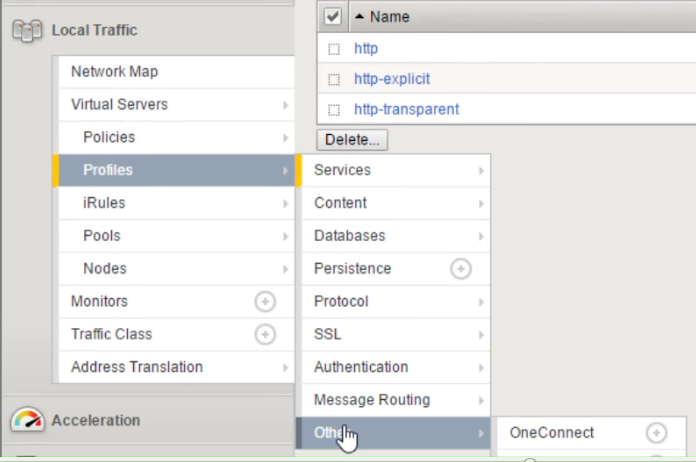 Local Traffic
Network Map
Virtual Servers
Policies
Profiles
iRules
Pools
Nodes
Monitors
Traffic Class
Address Translation
Acceleration
Name
http
http-explicit
http-transparent
Delete...
Services
Content
Databases
Persistence
Protocol
SSL
Authentication
Message Routing
OneConnect